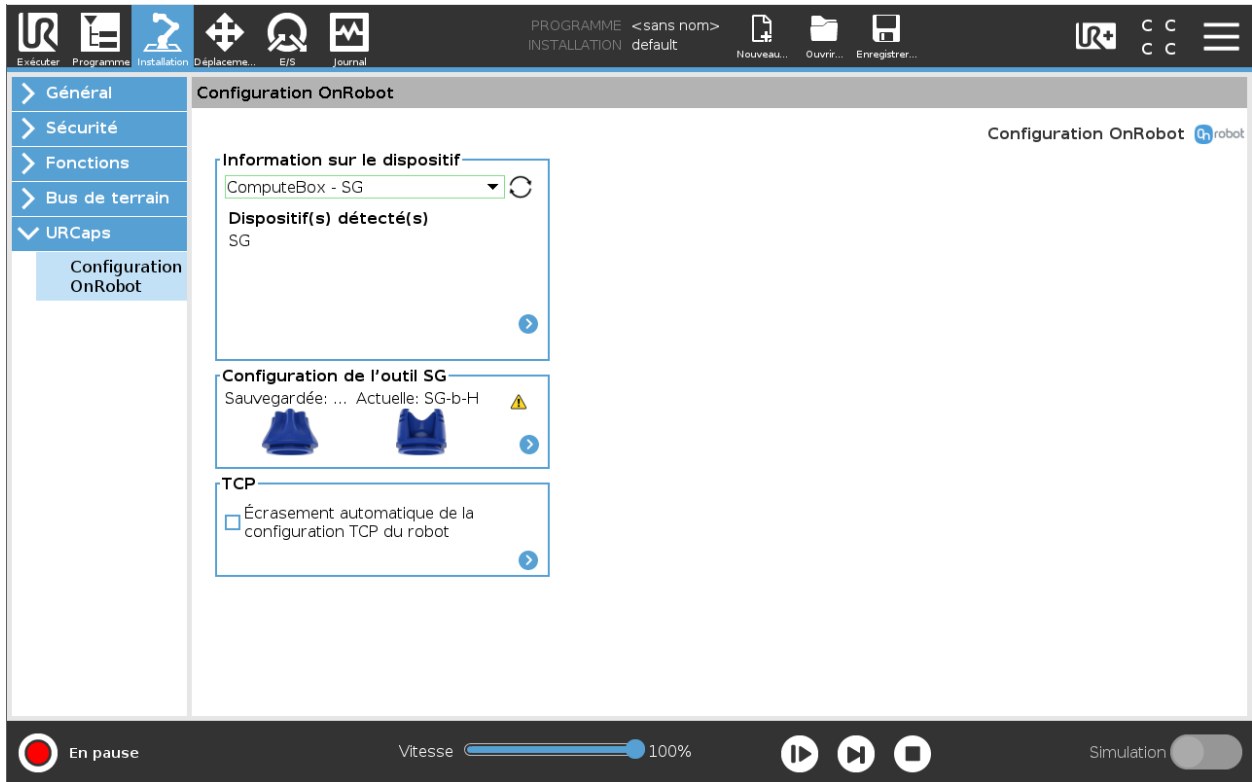 PROGRAMME <sans nom>
INSTALLATION default
UR+
C C
C C
Exécuter Programme Installation Déplaceme... E/S Journal Nouveau... Ouvrir... Enregistrer...
Général
Sécurité
Fonctions
Bus de terrain
URCaps
Configuration
OnRobot
Configuration OnRobot
Configuration OnRobot On robot
Information sur le dispositif
ComputeBox - SG
Dispositif(s) détecté(s)
SG
Configuration de l'outil SG
Sauvegardée: ... Actuelle: SG-b-H
TCP
Écrasement automatique de la
configuration TCP du robot
En pause
Vitesse 100%
Simulation